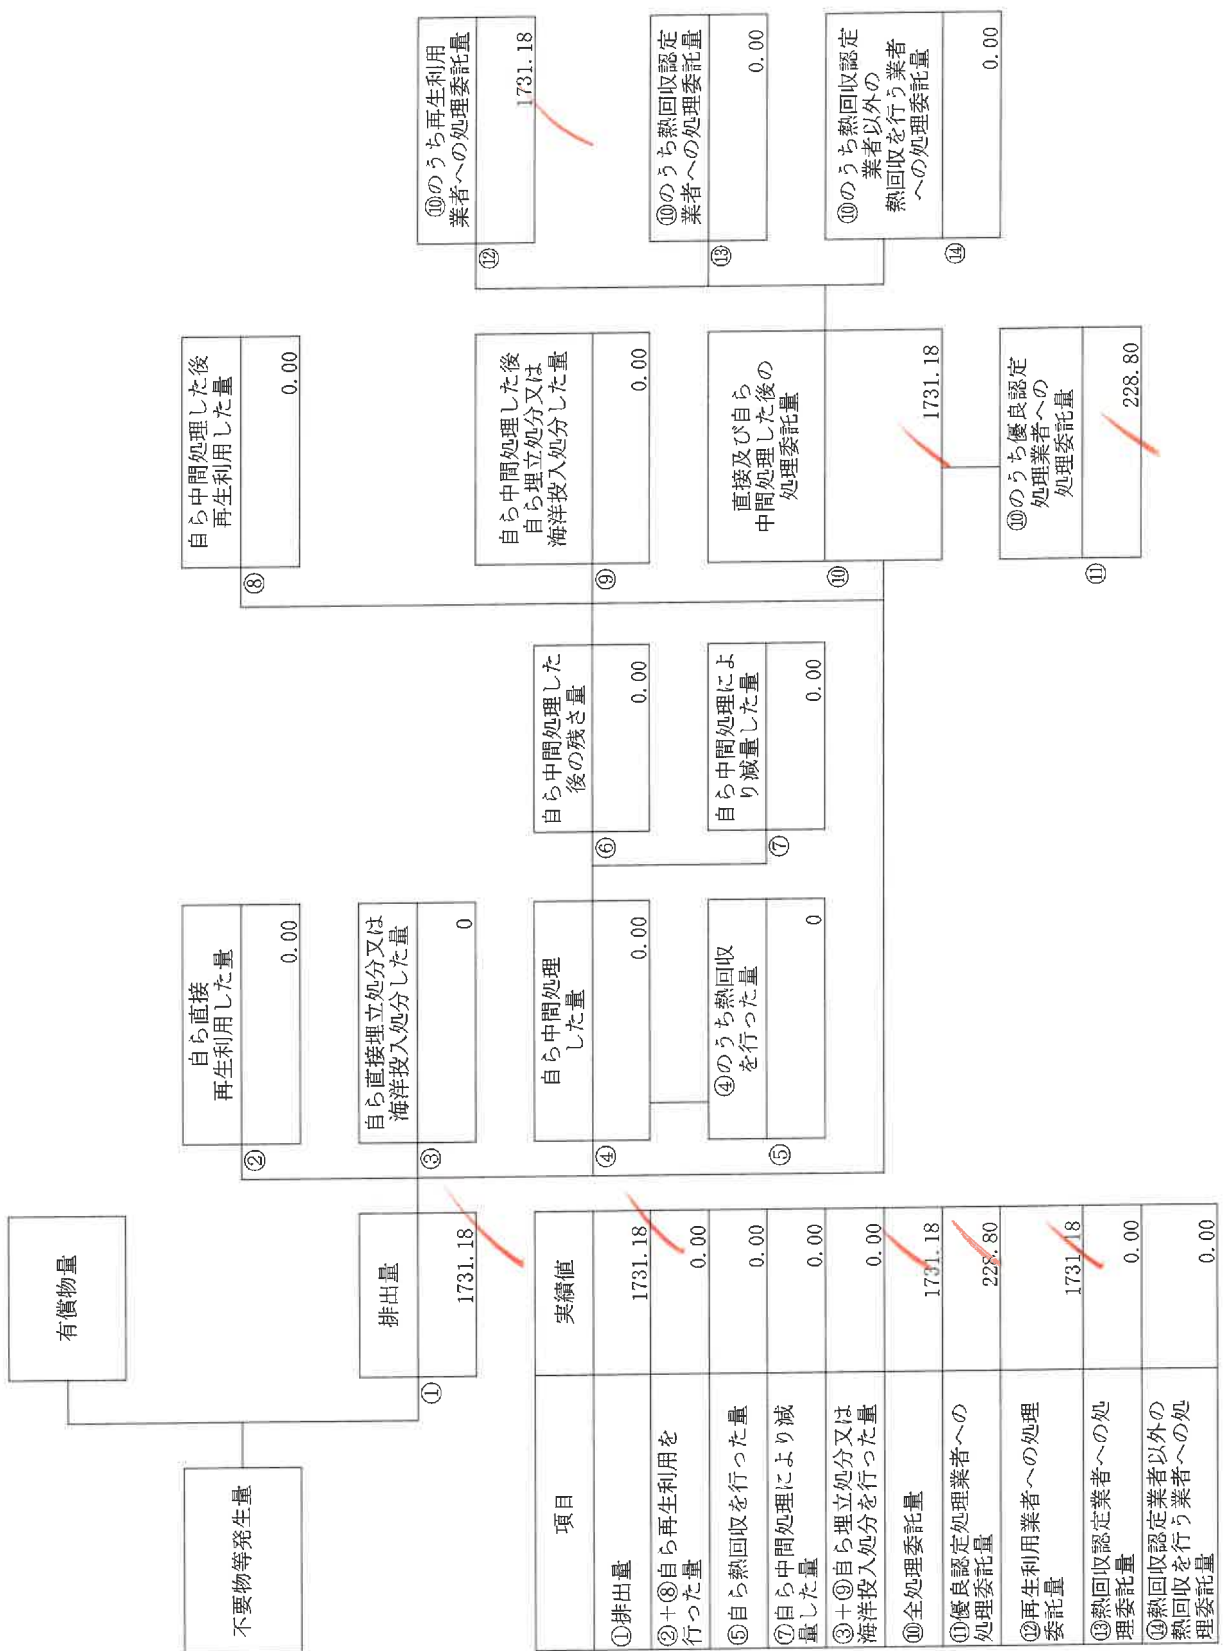 有償物量
不要物等発生量
①
排出量
1731.18
②
自ら直接
再生利用した量
0.00
③
自ら直接埋立処分又は
海洋投入処分した量
0
④
自ら中間処理
した量
0.00
⑤
④のうち熱回収
を行った量
0
⑥
自ら中間処理した
後の残さ量
0.00
⑦
自ら中間処理によ
り減量した量
0.00
⑧
自ら中間処理した後
再生利用した量
0.00
⑨
自ら中間処理した後
自ら埋立処分又は
海洋投入処分した量
0.00
⑩
直接及び自ら
中間処理した後の
処理委託量
1731.18
⑪
⑩のうち優良認定
処理業者への
処理委託量
228.80
⑫
⑩のうち再生利用
業者への処理委託量
1731.18
⑬
⑩のうち熱回収認定
業者への処理委託量
0.00
⑭
⑩のうち熱回収認定
業者以外の
熱回収を行う業者
への処理委託量
0.00
項目 実績値
①排出量 1731.18
②+⑧自ら再生利用を
行った量 0.00
⑤自ら熱回収を行った量 0.00
⑦自ら中間処理により減
量した量 0.00
③+⑨自ら埋立処分又は
海洋投入処分を行った量 0.00
⑩全処理委託量 1731.18
⑪優良認定処理業者への
処理委託量 228.80
⑫再生利用業者への処理
委託量 1731.18
⑬熱回収認定業者への処
理委託量 0.00
⑭熱回収認定業者以外の
熱回収を行う業者への処
理委託量 0.00